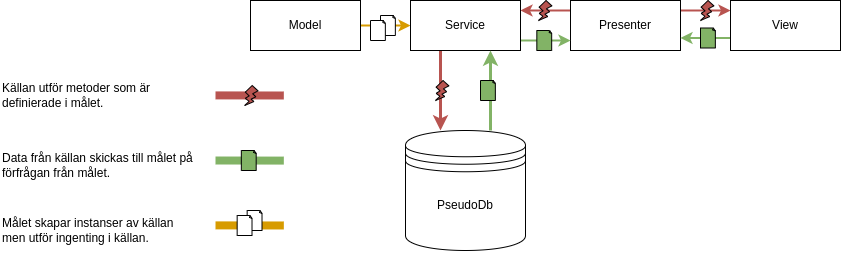 Model
Service
Presenter
View
Källan utför metoder som är
definierade i målet.
Data från källan skickas till målet på
förfrågan från målet.
PseudoDb
Målet skapar instanser av källan
men utför ingenting i källan.